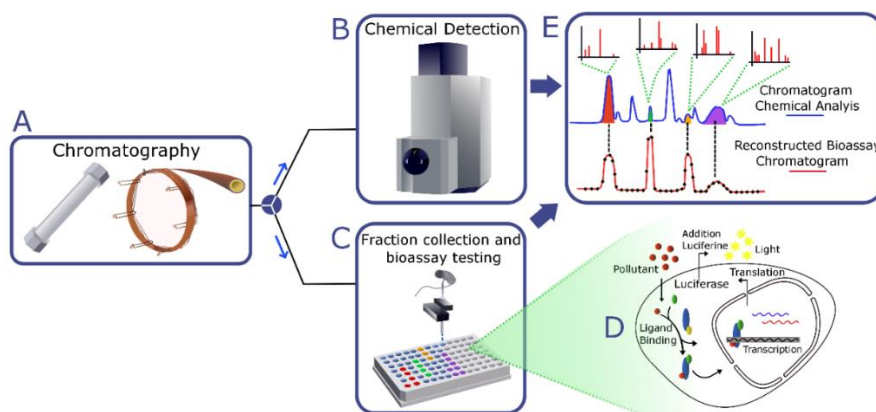 A
Chromatography
B
Chemical Detection
C
Fraction collection and
bioassay testing
E
Chromatogram
Chemical Analyis
Reconstructed Bioassay
Chromatogram
D
Addition
Luciferine
Light
Pollutant
Luciferase
Translation
Ligand
Binding
Transcription